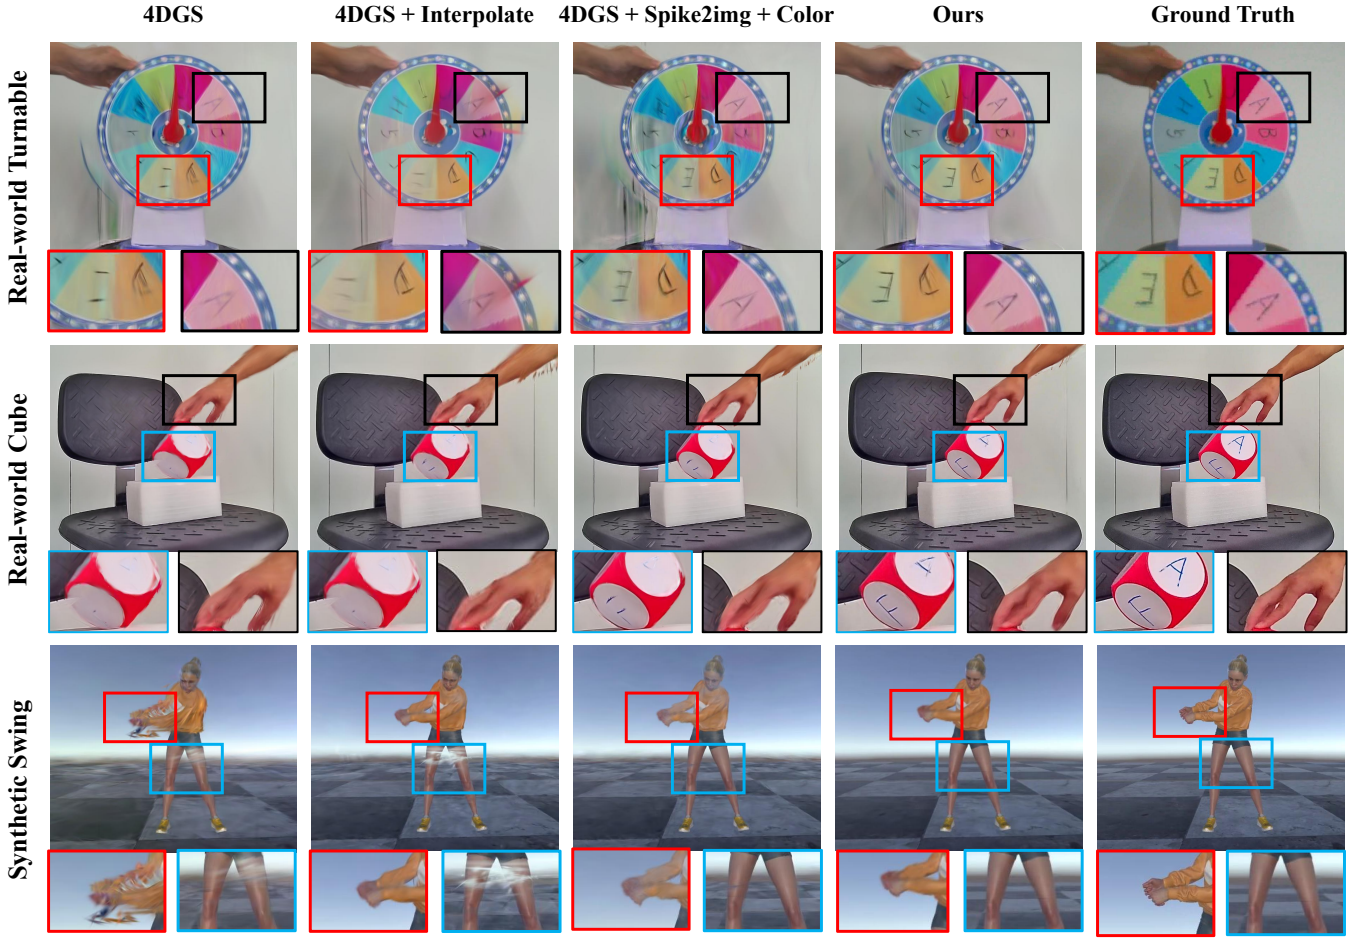 4DGS
4DGS + Interpolate
4DGS + Spike2img + Color
Ours
Ground Truth
Real-world Turnable
Real-world Cube
Synthetic Swing
A
D
A
A
D
E
A
A
D
E
A
I
A
B
D
E
D
E
A
A
F
A
F